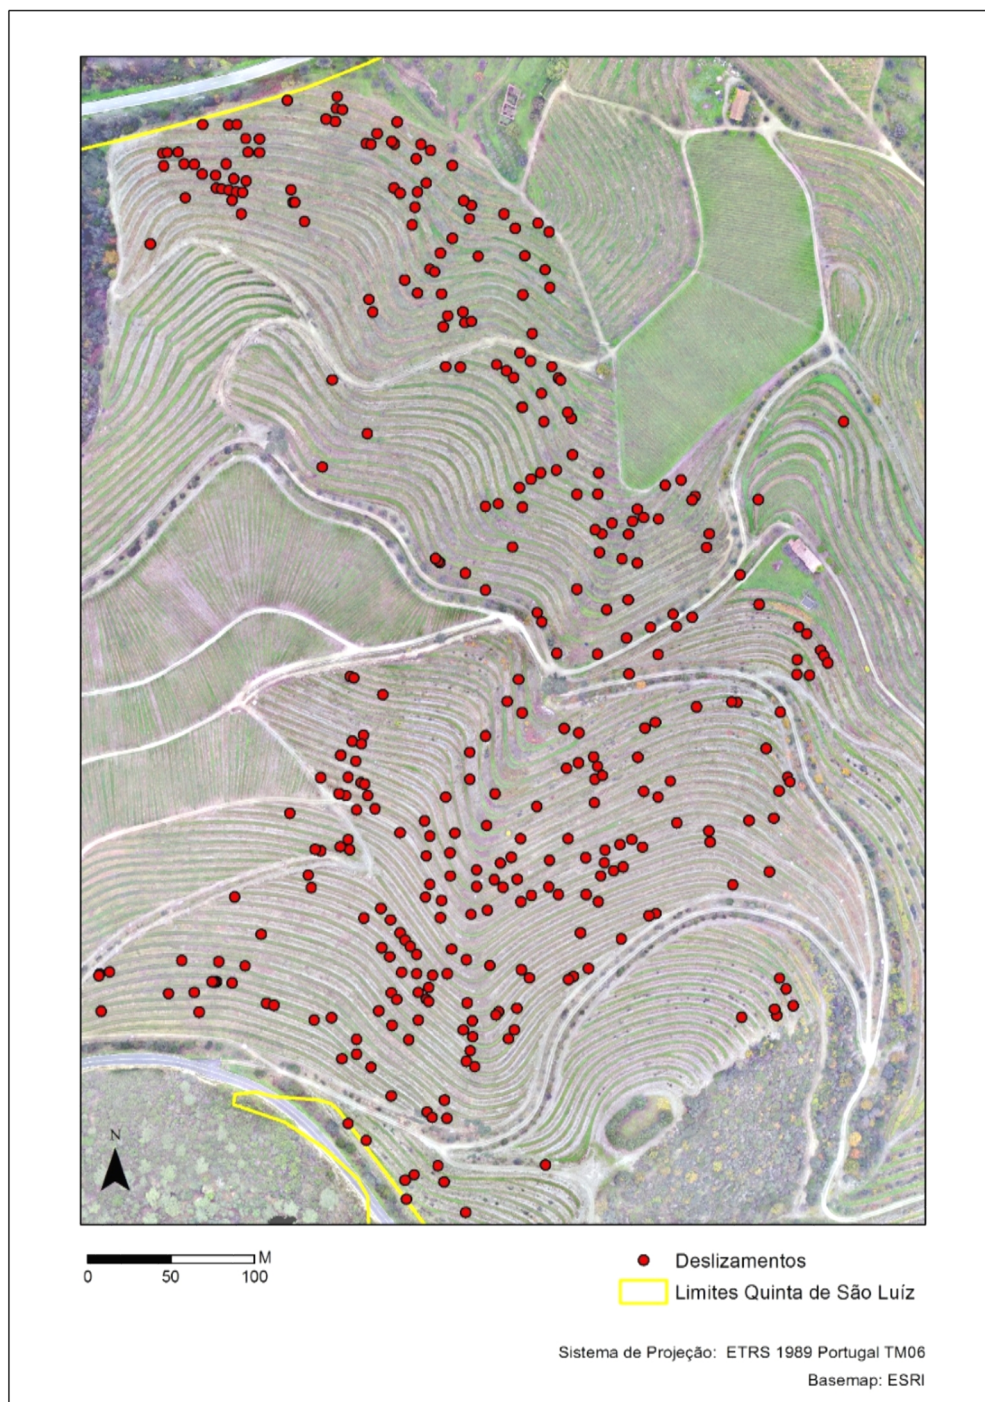 N
M
0 50 100
Deslizamentos
Limites Quinta de São Luíz
Sistema de Projeção: ETRS 1989 Portugal TM06
Basemap: ESRI